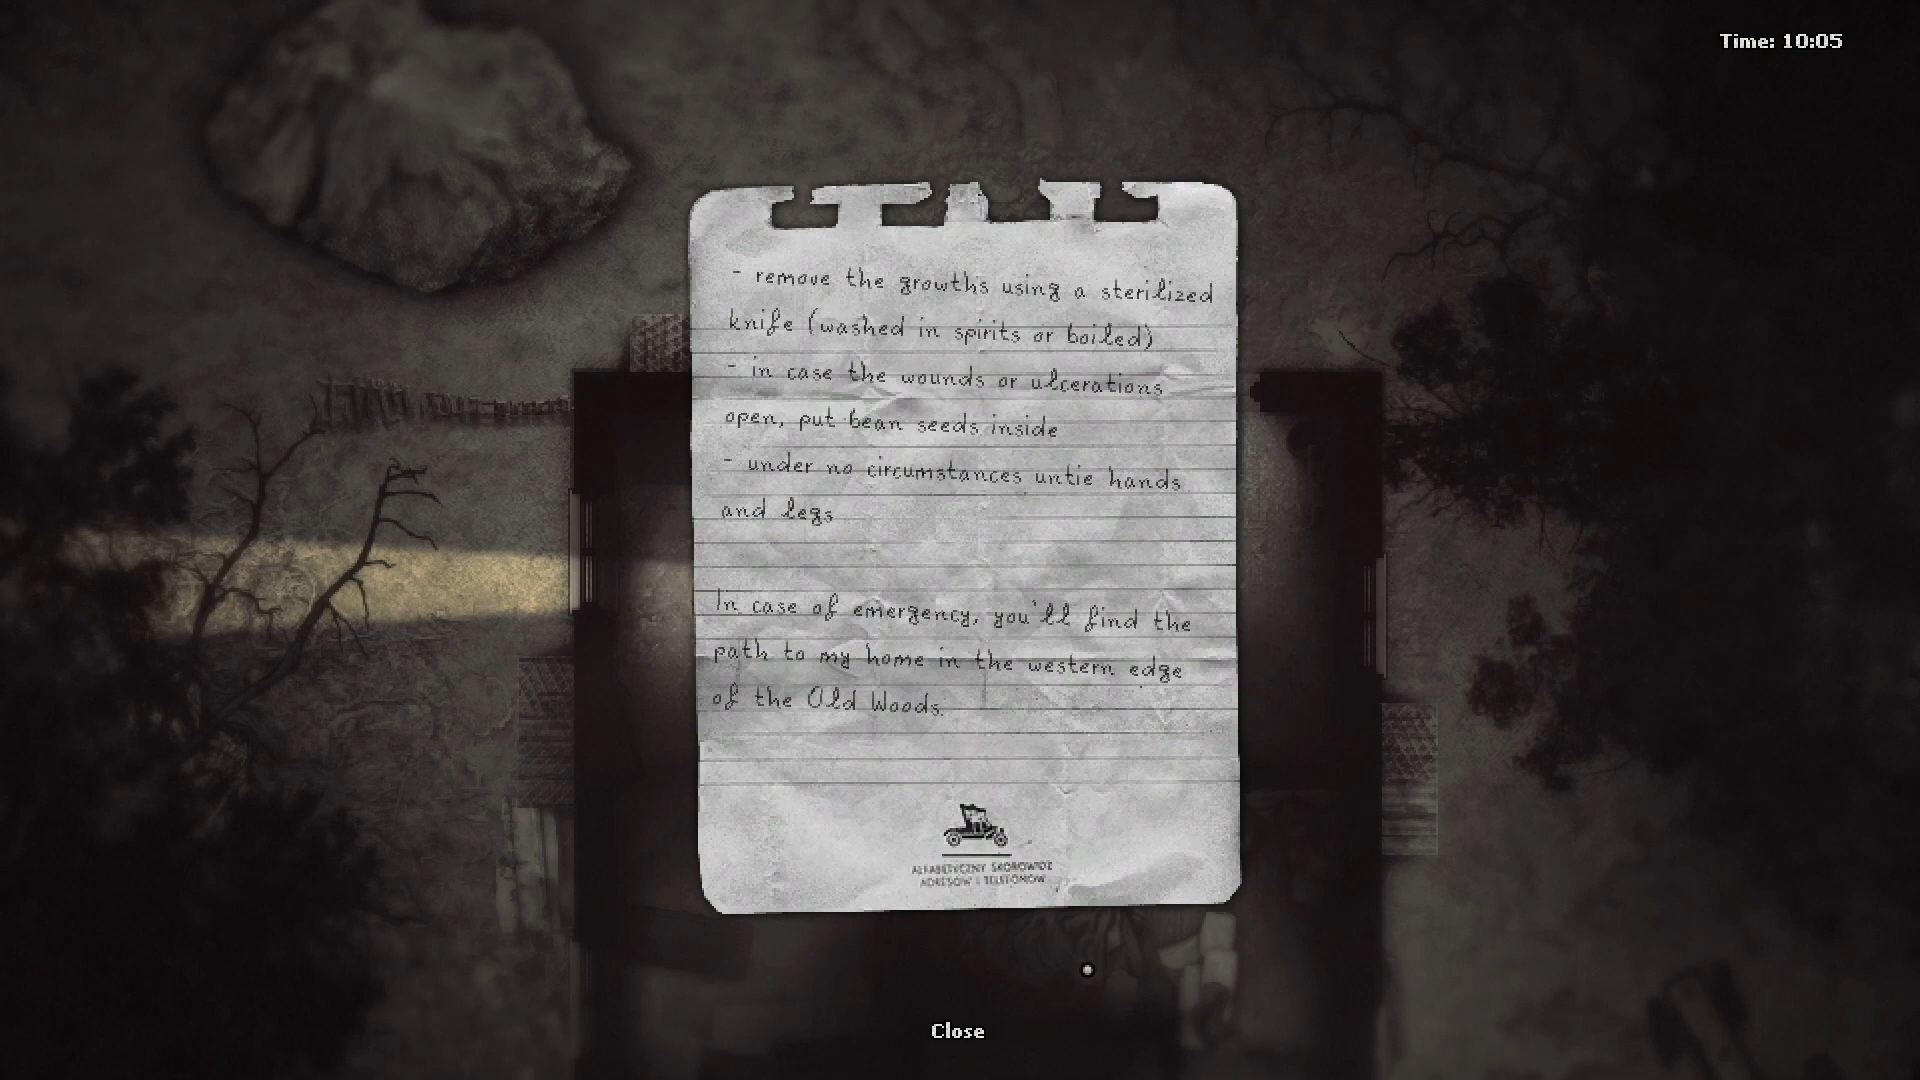 Time: 10:05
- remove the growths using a sterilized
knife (washed in spirits or boiled)
- in case the wounds or ulcerations
open, put bean seeds inside
- under no circumstances untie hands
and legs
In case of emergency, you'll find the
path to my home in the western edge
of the Old Woods.
ALFABETYCZNY SKOROWIDZ
ADRESÓW I TELEFONÓW
Close